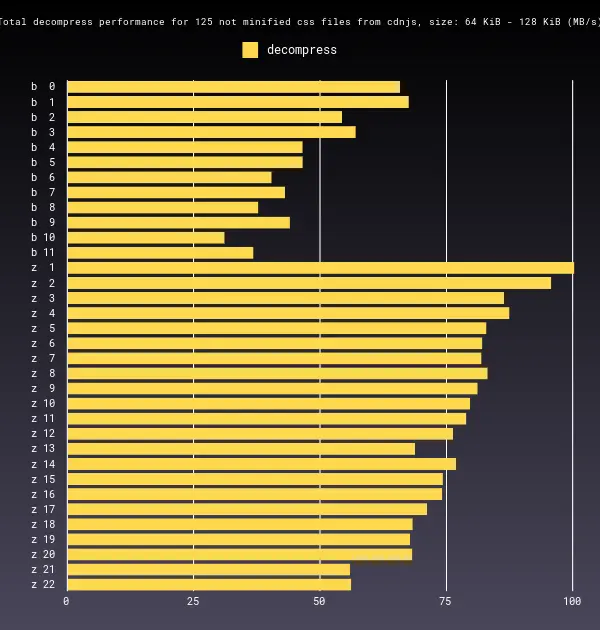 Total decompress performance for 125 not minified css files from cdnjs, size: 64 KiB - 128 KiB (MB/s)
decompress
b 0
b 1
b 2
b 3
b 4
b 5
b 6
b 7
b 8
b 9
b 10
b 11
z 1
z 2
z 3
z 4
z 5
z 6
z 7
z 8
z 9
z 10
z 11
z 12
z 13
z 14
z 15
z 16
z 17
z 18
z 19
z 20
z 21
z 22
0 25 50 75 100